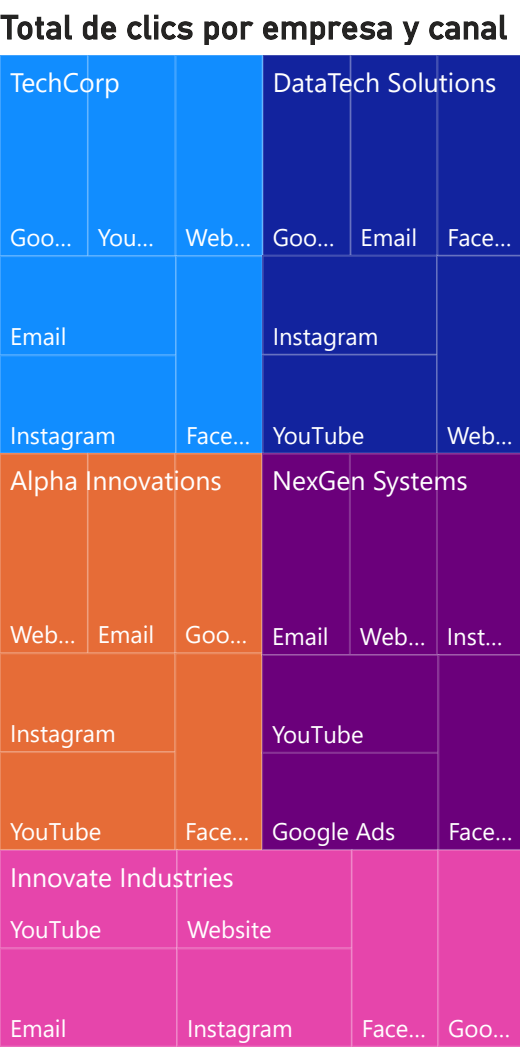 Total de clics por empresa y canal
TechCorp
Goo...
You...
Web...
Email
Instagram
Face...
DataTech Solutions
Goo...
Email
Face...
Instagram
YouTube
Web...
Alpha Innovations
Web...
Email
Goo...
Instagram
YouTube
Face...
NexGen Systems
Email
Web...
Inst...
YouTube
Google Ads
Face...
Innovate Industries
YouTube
Website
Email
Instagram
Face...
Goo...